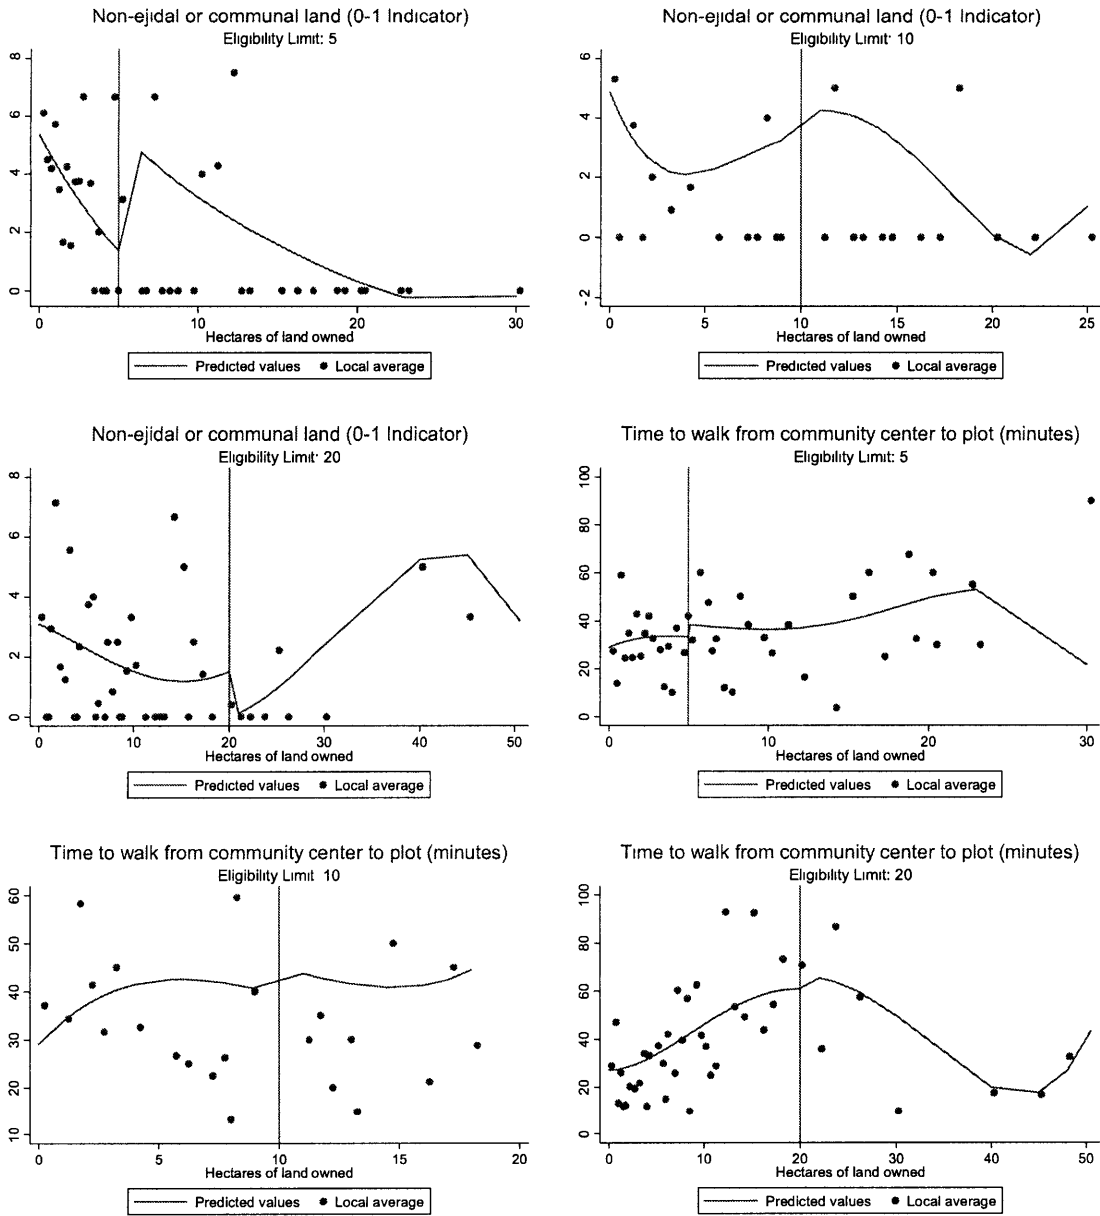 Non-ejidal or communal land (0-1 Indicator)
Eligibility Limit: 5
8
6
4
2
0
0 10 20 30
Hectares of land owned
Predicted values Local average
Non-ejidal or communal land (0-1 Indicator)
Eligibility Limit: 10
8
6
4
2
0
-2
0 5 10 15 20 25
Hectares of land owned
Predicted values Local average
Non-ejidal or communal land (0-1 Indicator)
Eligibility Limit: 20
8
6
4
2
0
0 10 20 30 40 50
Hectares of land owned
Predicted values Local average
Time to walk from community center to plot (minutes)
Eligibility Limit: 5
100
80
60
40
20
0
0 10 20 30
Hectares of land owned
Predicted values Local average
Time to walk from community center to plot (minutes)
Eligibility Limit 10
60
50
40
30
20
10
0 5 10 15 20
Hectares of land owned
Predicted values Local average
Time to walk from community center to plot (minutes)
Eligibility Limit: 20
100
80
60
40
20
0
0 10 20 30 40 50
Hectares of land owned
Predicted values Local average